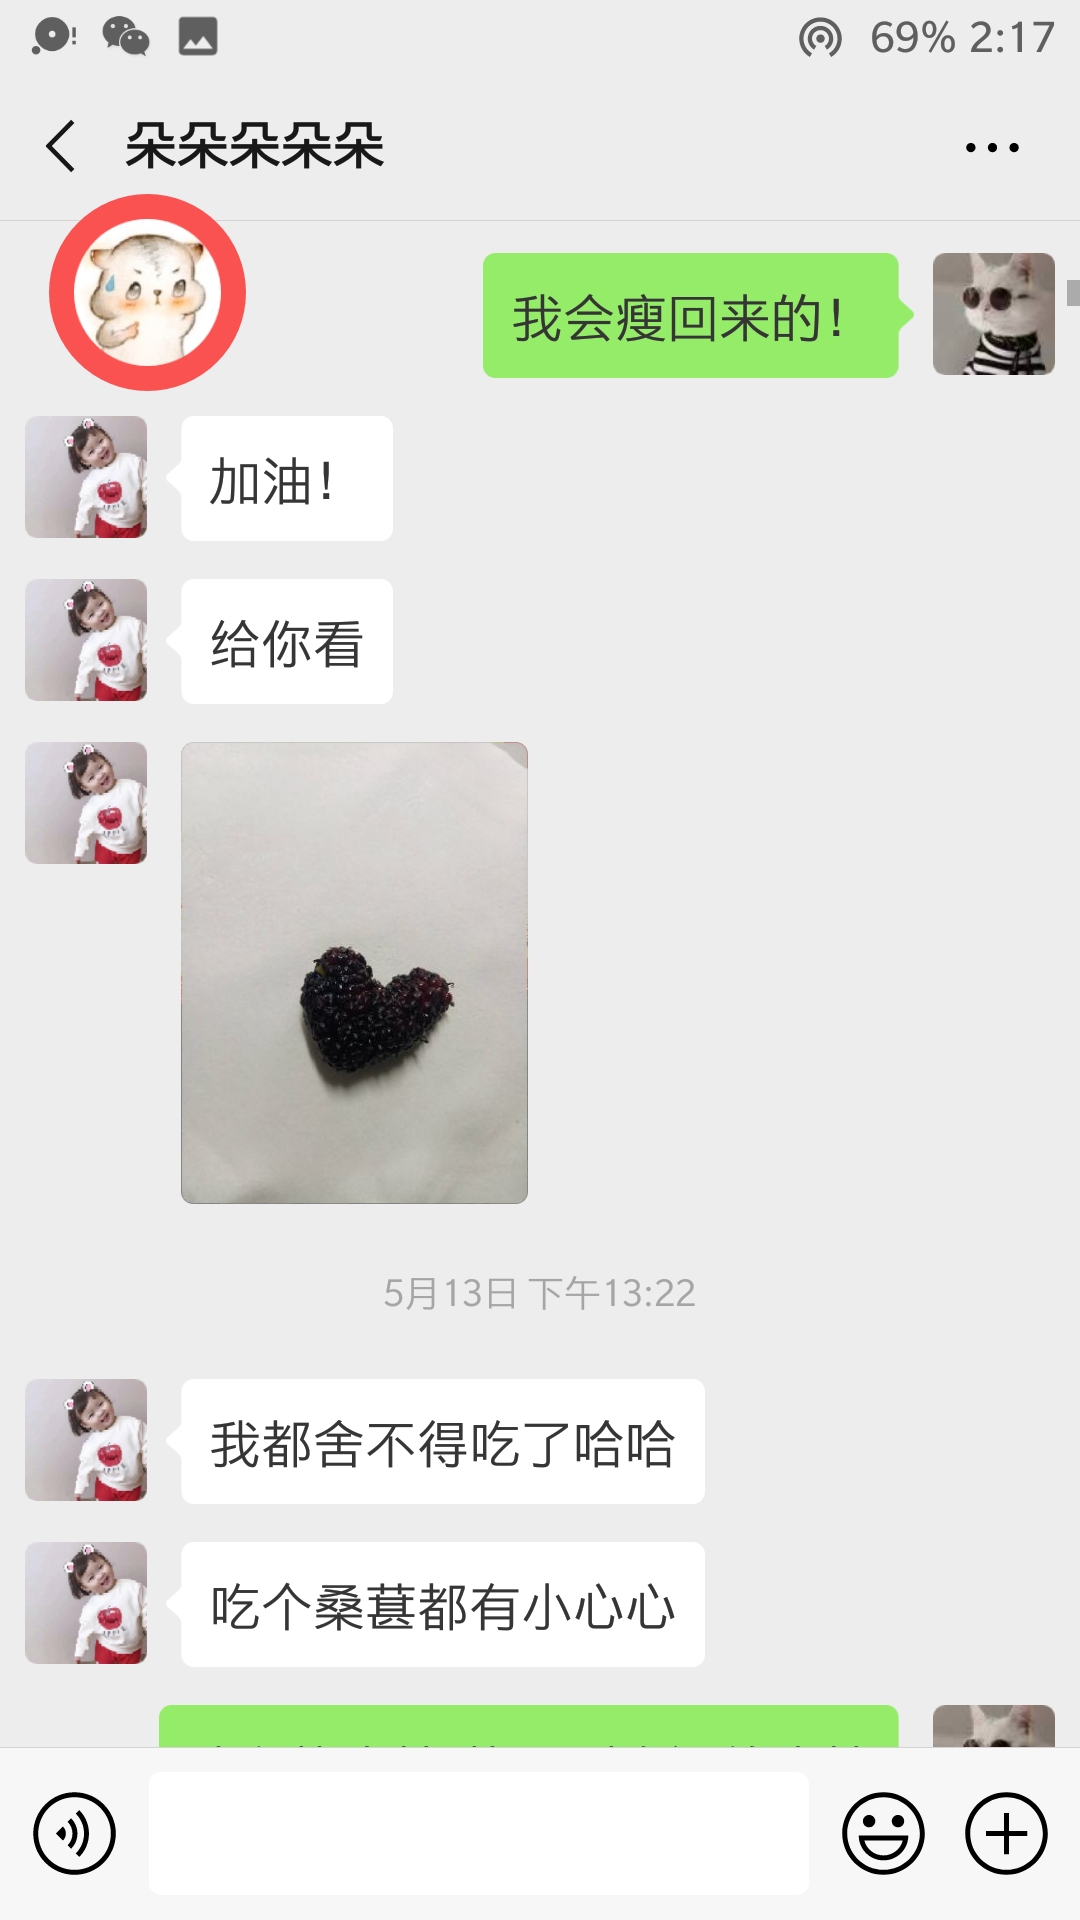 69% 2:17
朵朵朵朵朵
我会瘦回来的!
加油!
给你看
5月13日 下午13:22
我都舍不得吃了哈哈
吃个桑葚都有小心心